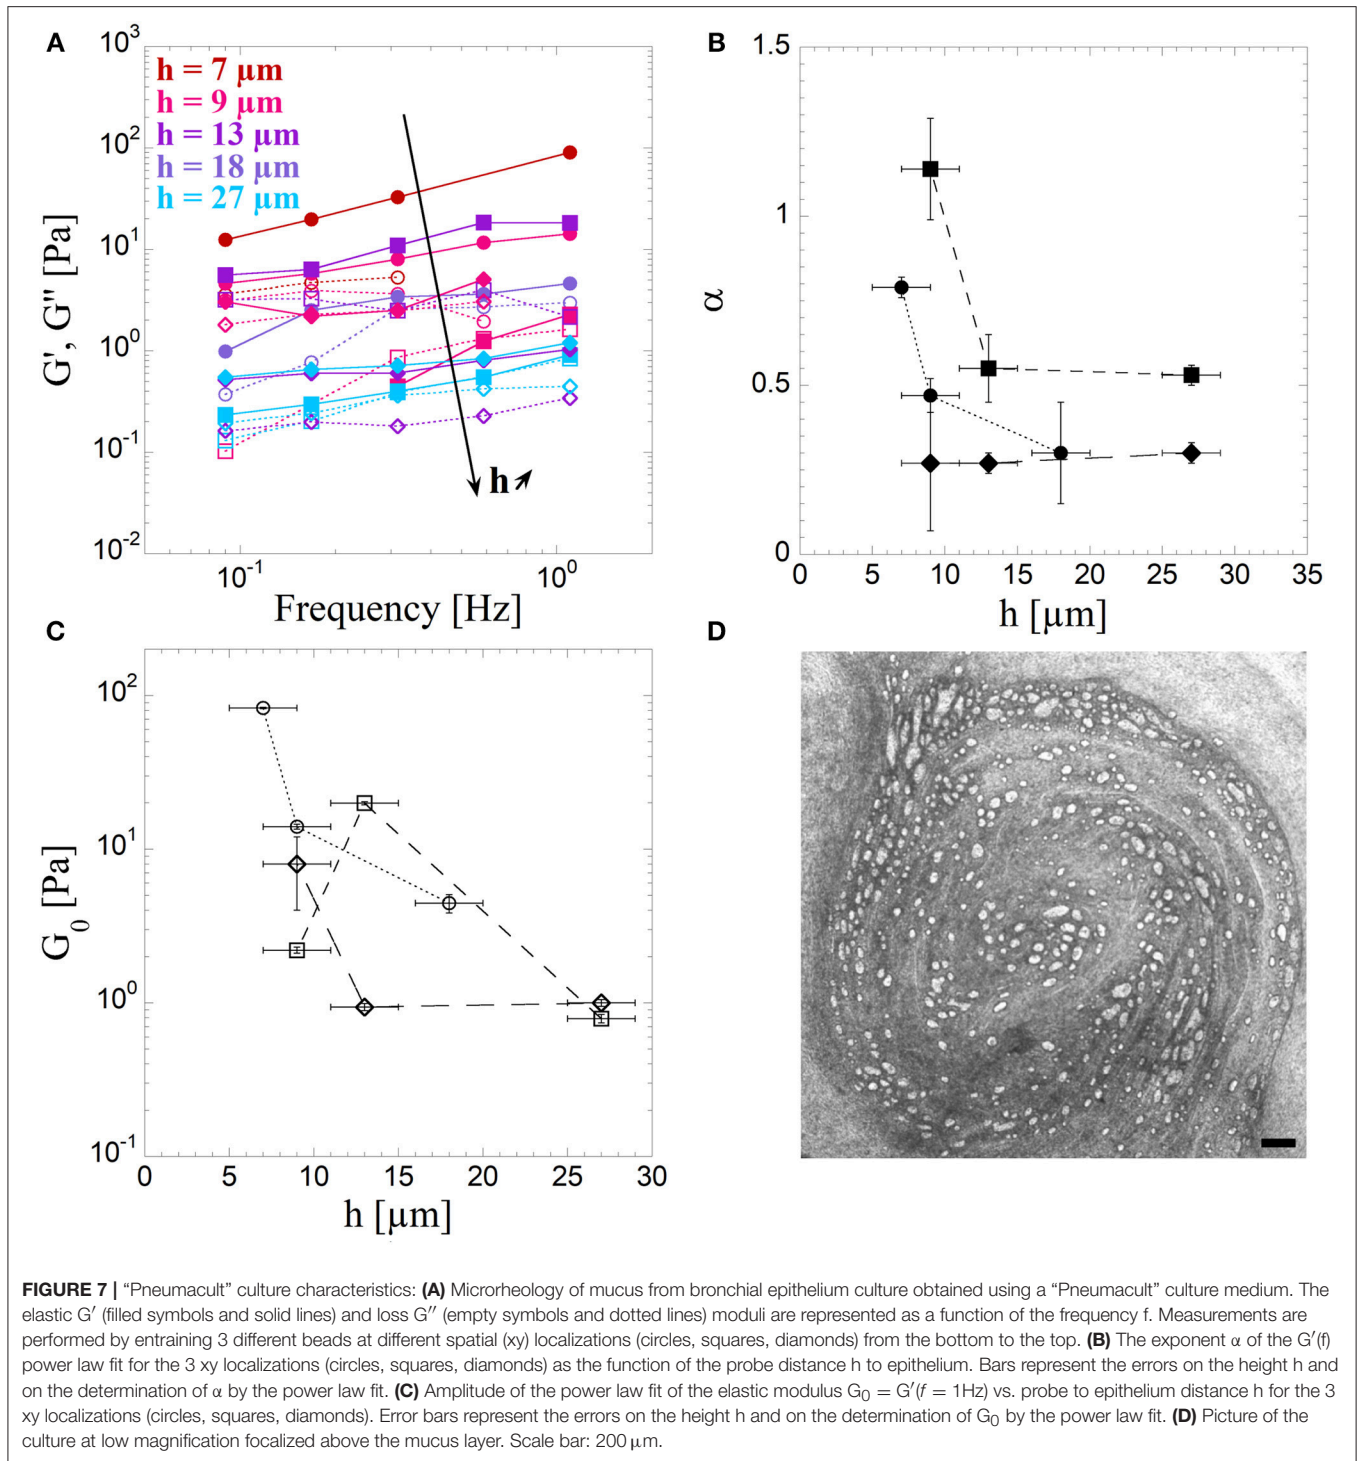 A
10³
10²
10¹
10⁰
10⁻¹
10⁻²
G', G'' [Pa]
h = 7 µm
h = 9 µm
h = 13 µm
h = 18 µm
h = 27 µm
h
10⁻¹ 10⁰
Frequency [Hz]
B
1.5
1
0.5
0
α
0 5 10 15 20 25 30 35
h [µm]
C
10²
10¹
10⁰
10⁻¹
G₀ [Pa]
0 5 10 15 20 25 30
h [µm]
D
FIGURE 7 | “Pneumacult” culture characteristics: (A) Microrheology of mucus from bronchial epithelium culture obtained using a “Pneumacult” culture medium. The
elastic G′ (filled symbols and solid lines) and loss G′′ (empty symbols and dotted lines) moduli are represented as a function of the frequency f. Measurements are
performed by entraining 3 different beads at different spatial (xy) localizations (circles, squares, diamonds) from the bottom to the top. (B) The exponent α of the G′(f)
power law fit for the 3 xy localizations (circles, squares, diamonds) as the function of the probe distance h to epithelium. Bars represent the errors on the height h and
on the determination of α by the power law fit. (C) Amplitude of the power law fit of the elastic modulus G₀ = G′(f = 1Hz) vs. probe to epithelium distance h for the 3
xy localizations (circles, squares, diamonds). Error bars represent the errors on the height h and on the determination of G₀ by the power law fit. (D) Picture of the
culture at low magnification focalized above the mucus layer. Scale bar: 200 µm.